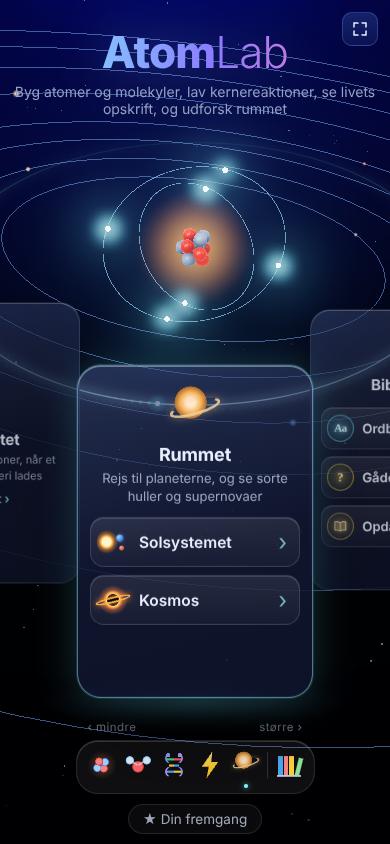 AtomLab
Byg atomer og molekyler, lav kernereaktioner, se livets
opskrift, og udforsk rummet
Rummet
Rejs til planeterne, og se sorte
huller og supernovaer
Solsystemet
Kosmos
tet
oner, når et
eri lades
Bib
Aa Ordb
? Gåde
Opda
‹ mindre
større ›
★ Din fremgang